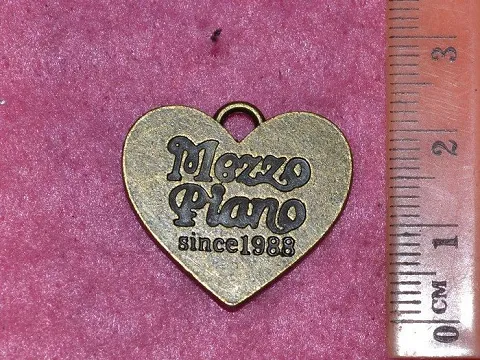 Mezzo
Piano
since1988
3
2
1
0 CM